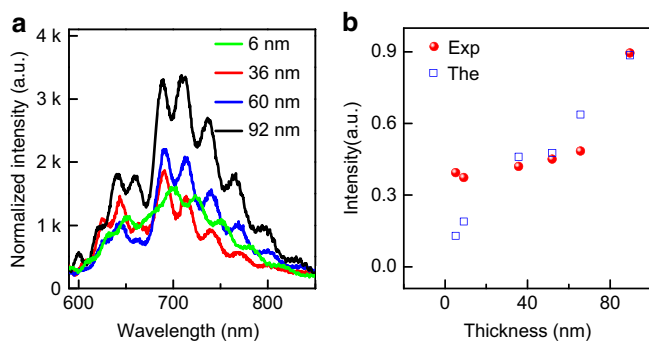 a
4 k
3 k
2 k
1 k
0
600
700
800
Normalized intensity (a.u.)
Wavelength (nm)
6 nm
36 nm
60 nm
92 nm
b
0.9
0.6
0.3
0.0
0
40
80
Intensity(a.u.)
Thickness (nm)
Exp
The